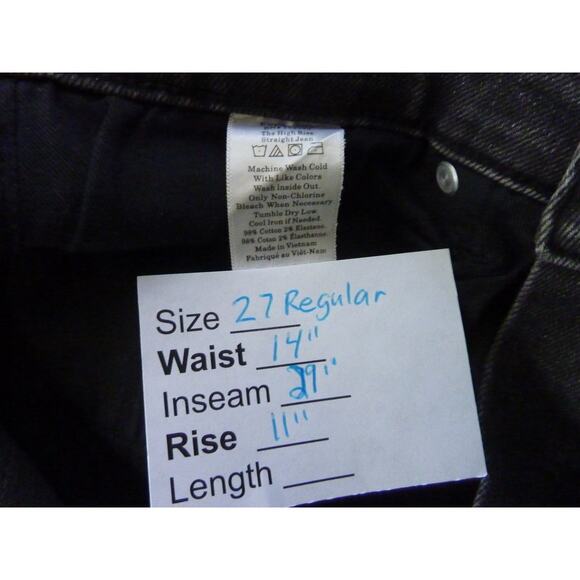 The High Rise
Straight Jean
Machine Wash Cold
With Like Colors
Wash Inside Out.
Only Non-Chlorine
Bleach When Necessary
Tumble Dry Low
Cool Iron if Needed.
98% Cotton 2% Elastane.
98% Coton 2% Élasthanne.
Made in Vietnam
Fabriqué au Viêt-Nam
Size 27 Regular
Waist 14"
Inseam 29"
Rise 11"
Length